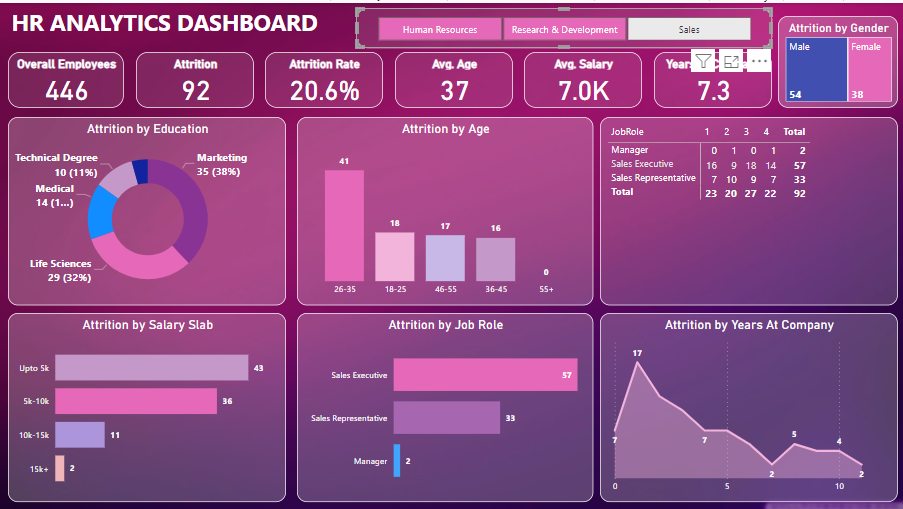 HR ANALYTICS DASHBOARD
Human Resources
Research & Development
Sales
Overall Employees
446
Attrition
92
Attrition Rate
20.6%
Avg. Age
37
Avg. Salary
7.0K
Years
7.3
Attrition by Gender
Male
54
Female
38
Attrition by Education
Technical Degree
10 (11%)
Medical
14 (1...)
Life Sciences
29 (32%)
Marketing
35 (38%)
Attrition by Age
41
18
17
16
0
26-35
18-25
46-55
36-45
55+
JobRole 1 2 3 4 Total
Manager 0 1 0 1 2
Sales Executive 16 9 18 14 57
Sales Representative 7 10 9 7 33
Total 23 20 27 22 92
Attrition by Salary Slab
Upto 5k 43
5k-10k 36
10k-15k 11
15k+ 2
Attrition by Job Role
Sales Executive 57
Sales Representative 33
Manager 2
Attrition by Years At Company
17
7
7
2
5
4
2
0 5 10